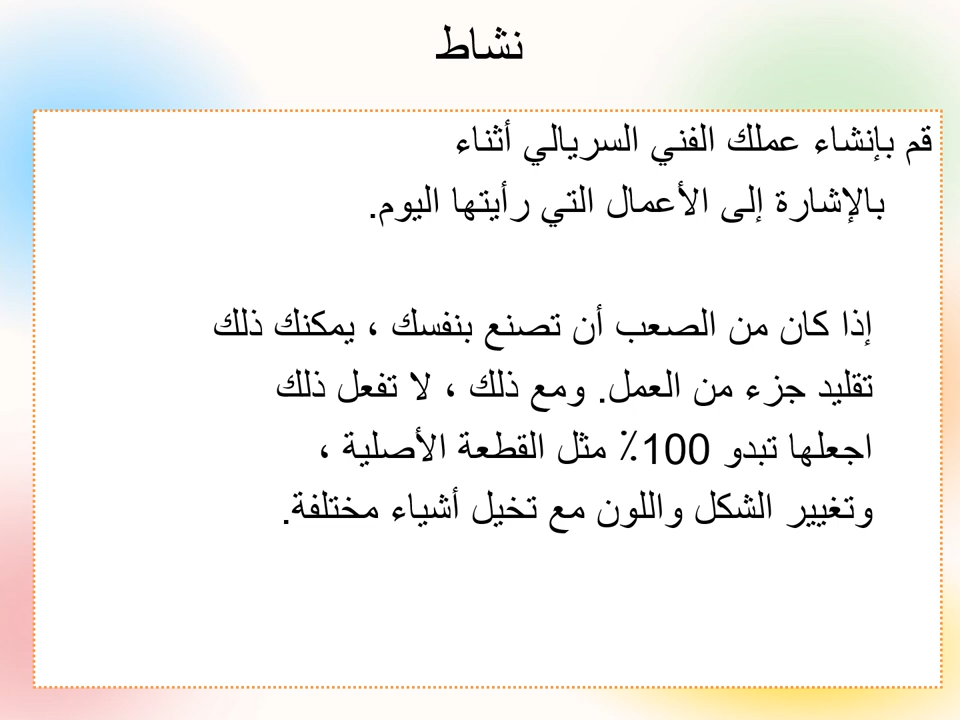 نشاط
قم بإنشاء عملك الفني السريالي أثناء
بالإشارة إلى الأعمال التي رأيتها اليوم.
إذا كان من الصعب أن تصنع بنفسك ، يمكنك ذلك
تقليد جزء من العمل. ومع ذلك ، لا تفعل ذلك
اجعلها تبدو 100٪ مثل القطعة الأصلية ،
وتغيير الشكل واللون مع تخيل أشياء مختلفة.